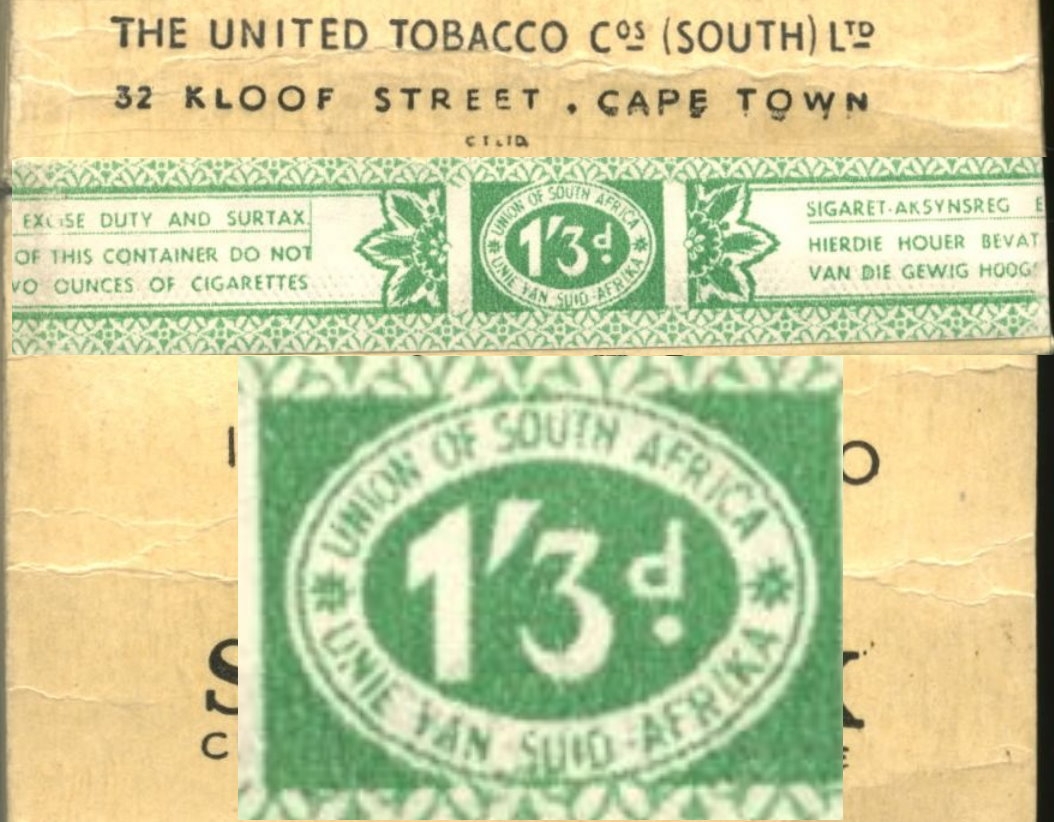 THE UNITED TOBACCO Cos (SOUTH) LTD
32 KLOOF STREET . CAPE TOWN
EXCISE DUTY AND SURTAX.
OF THIS CONTAINER DO NOT
OUNCES OF CIGARETTES
UNION OF SOUTH AFRICA
1'3d
UNIE VAN SUID-AFRIKA
SIGARET-AKSYNSREG
HIERDIE HOUER BEVAT
VAN DIE GEWIG
UNION OF SOUTH AFRICA
1'3d
UNIE VAN SUID-AFRIKA